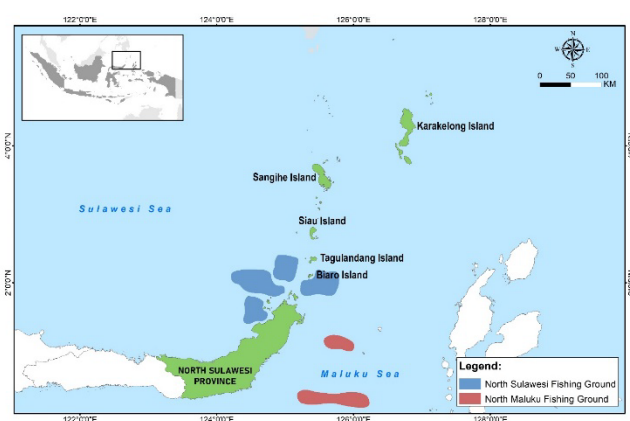 122°0'0"E
124°0'0"E
126°0'0"E
128°0'0"E
N
W
E
S
0 50 100
KM
Karakelong Island
4°0'0"N
Sangihe Island
Sulawesi Sea
Siau Island
Tagulandang Island
Biaro Island
2°0'0"N
NORTH SULAWESI
PROVINCE
Maluku Sea
Legend:
North Sulawesi Fishing Ground
North Maluku Fishing Ground
122°0'0"E
124°0'0"E
126°0'0"E
128°0'0"E